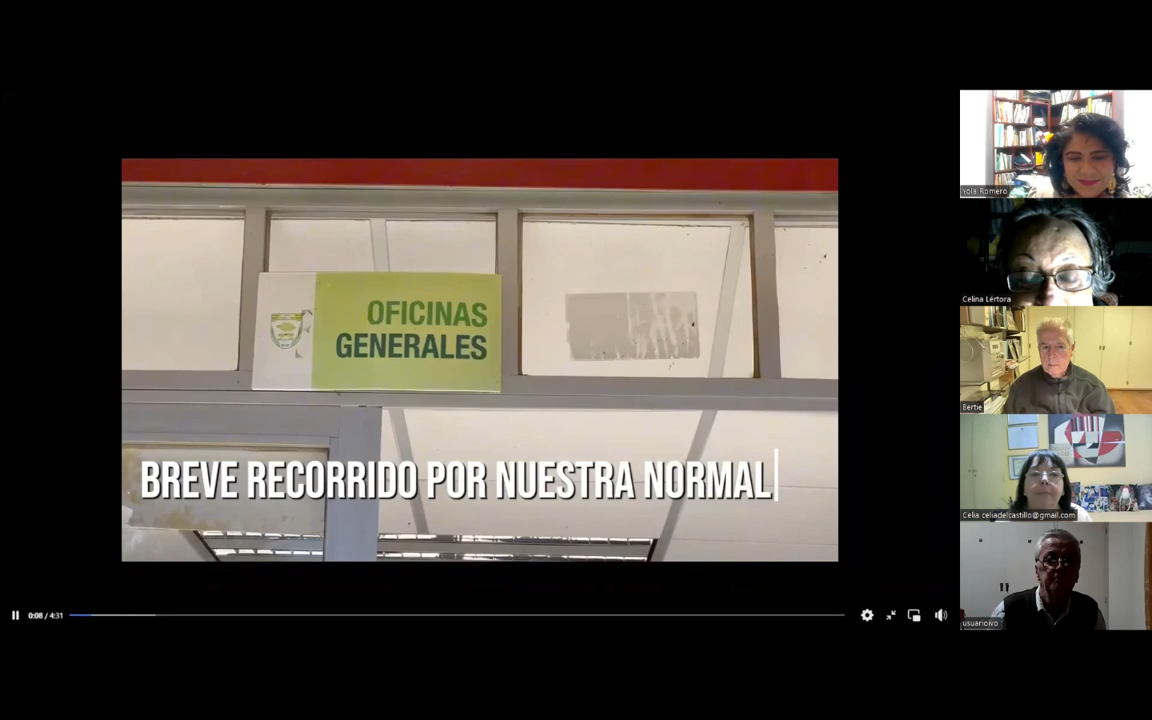 OFICINAS
GENERALES
BREVE RECORRIDO POR NUESTRA NORMAL
0:08 / 4:31
Yola Romero
Celina Lértora
Bertie
Celia celiadelcastillo@gmail.com
usuarioivo